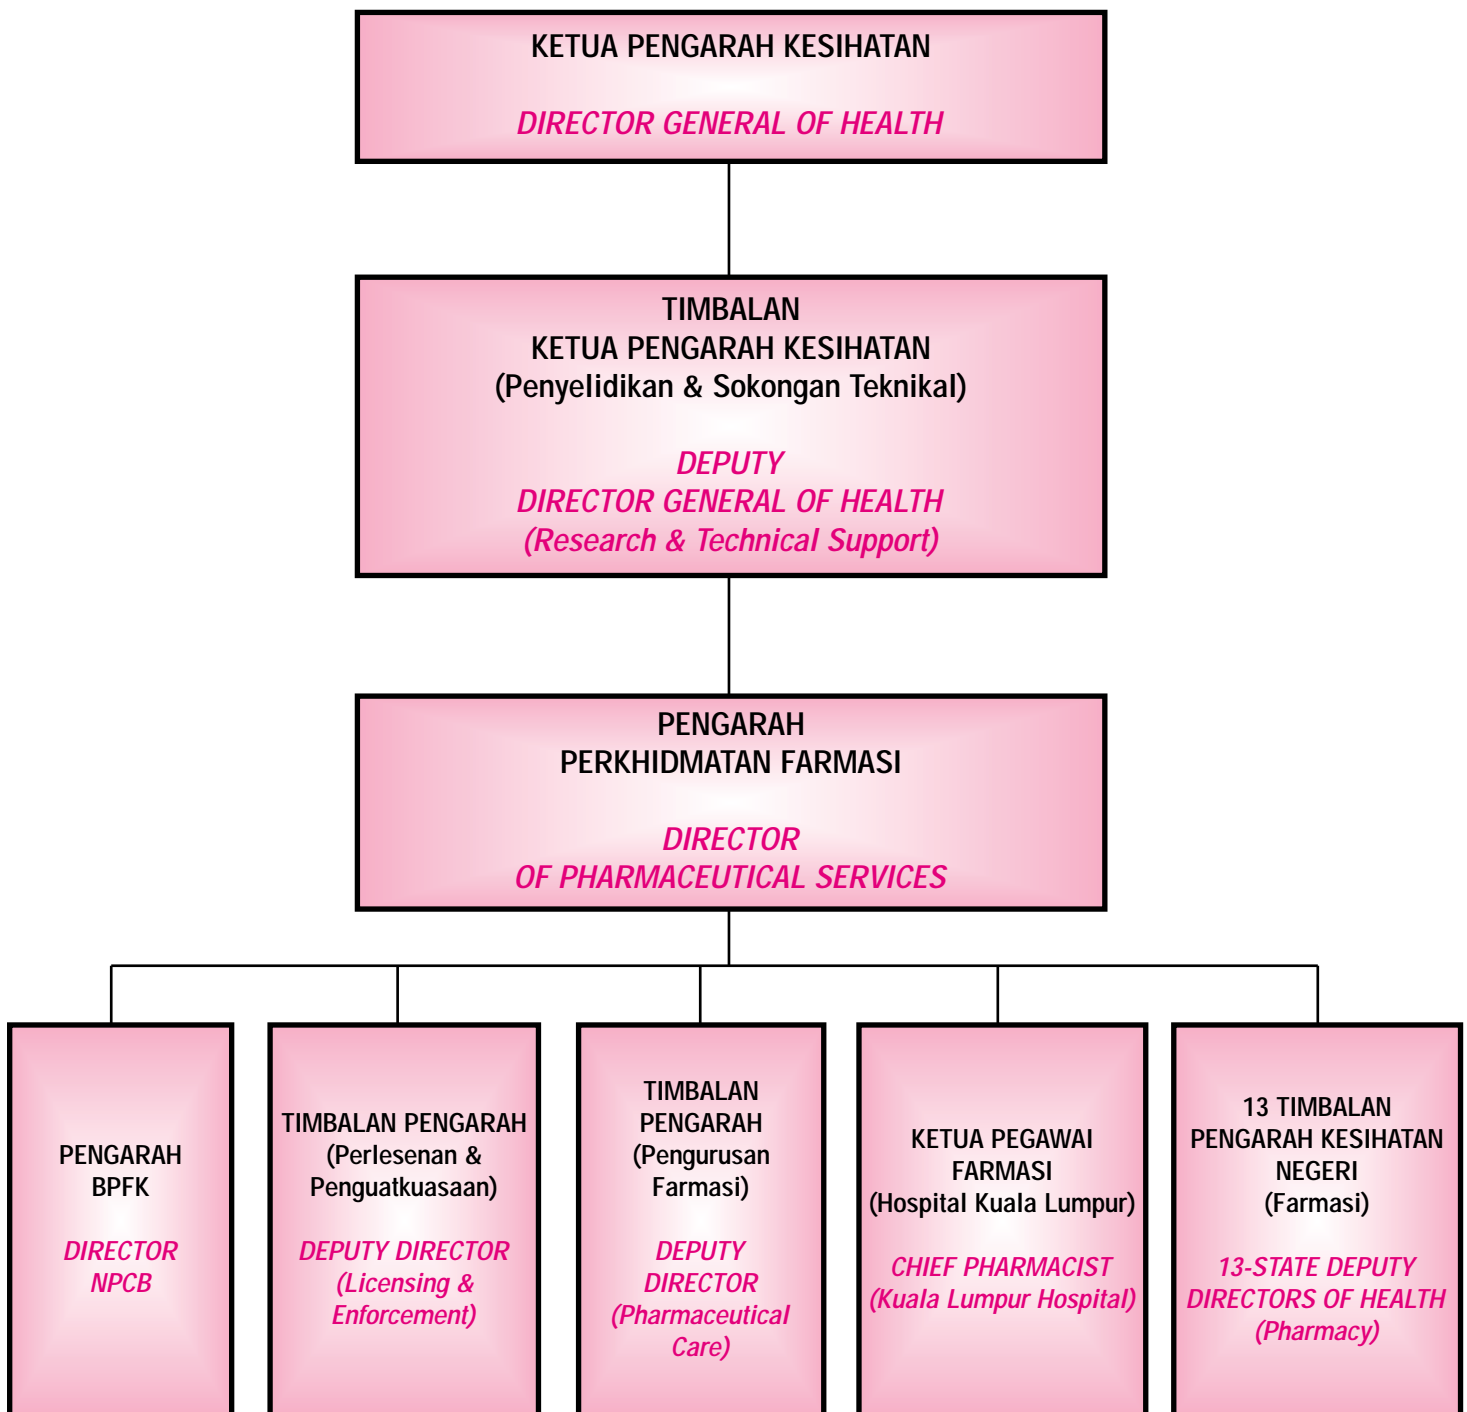 KETUA PENGARAH KESIHATAN
DIRECTOR GENERAL OF HEALTH
TIMBALAN
KETUA PENGARAH KESIHATAN
(Penyelidikan & Sokongan Teknikal)
DEPUTY
DIRECTOR GENERAL OF HEALTH
(Research & Technical Support)
PENGARAH
PERKHIDMATAN FARMASI
DIRECTOR
OF PHARMACEUTICAL SERVICES
PENGARAH
BPFK
DIRECTOR
NPCB
TIMBALAN PENGARAH
(Perlesenan &
Penguatkuasaan)
DEPUTY DIRECTOR
(Licensing &
Enforcement)
TIMBALAN
PENGARAH
(Pengurusan
Farmasi)
DEPUTY
DIRECTOR
(Pharmaceutical
Care)
KETUA PEGAWAI
FARMASI
(Hospital Kuala Lumpur)
CHIEF PHARMACIST
(Kuala Lumpur Hospital)
13 TIMBALAN
PENGARAH KESIHATAN
NEGERI
(Farmasi)
13-STATE DEPUTY
DIRECTORS OF HEALTH
(Pharmacy)